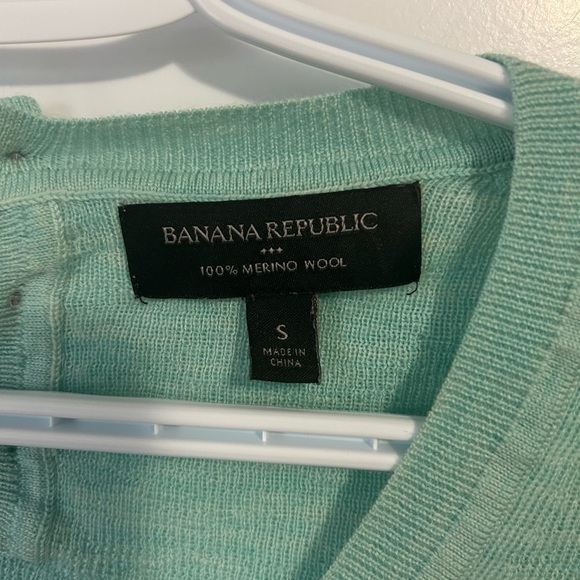 BANANA REPUBLIC
+++
100% MERINO WOOL
S
MADE IN
CHINA